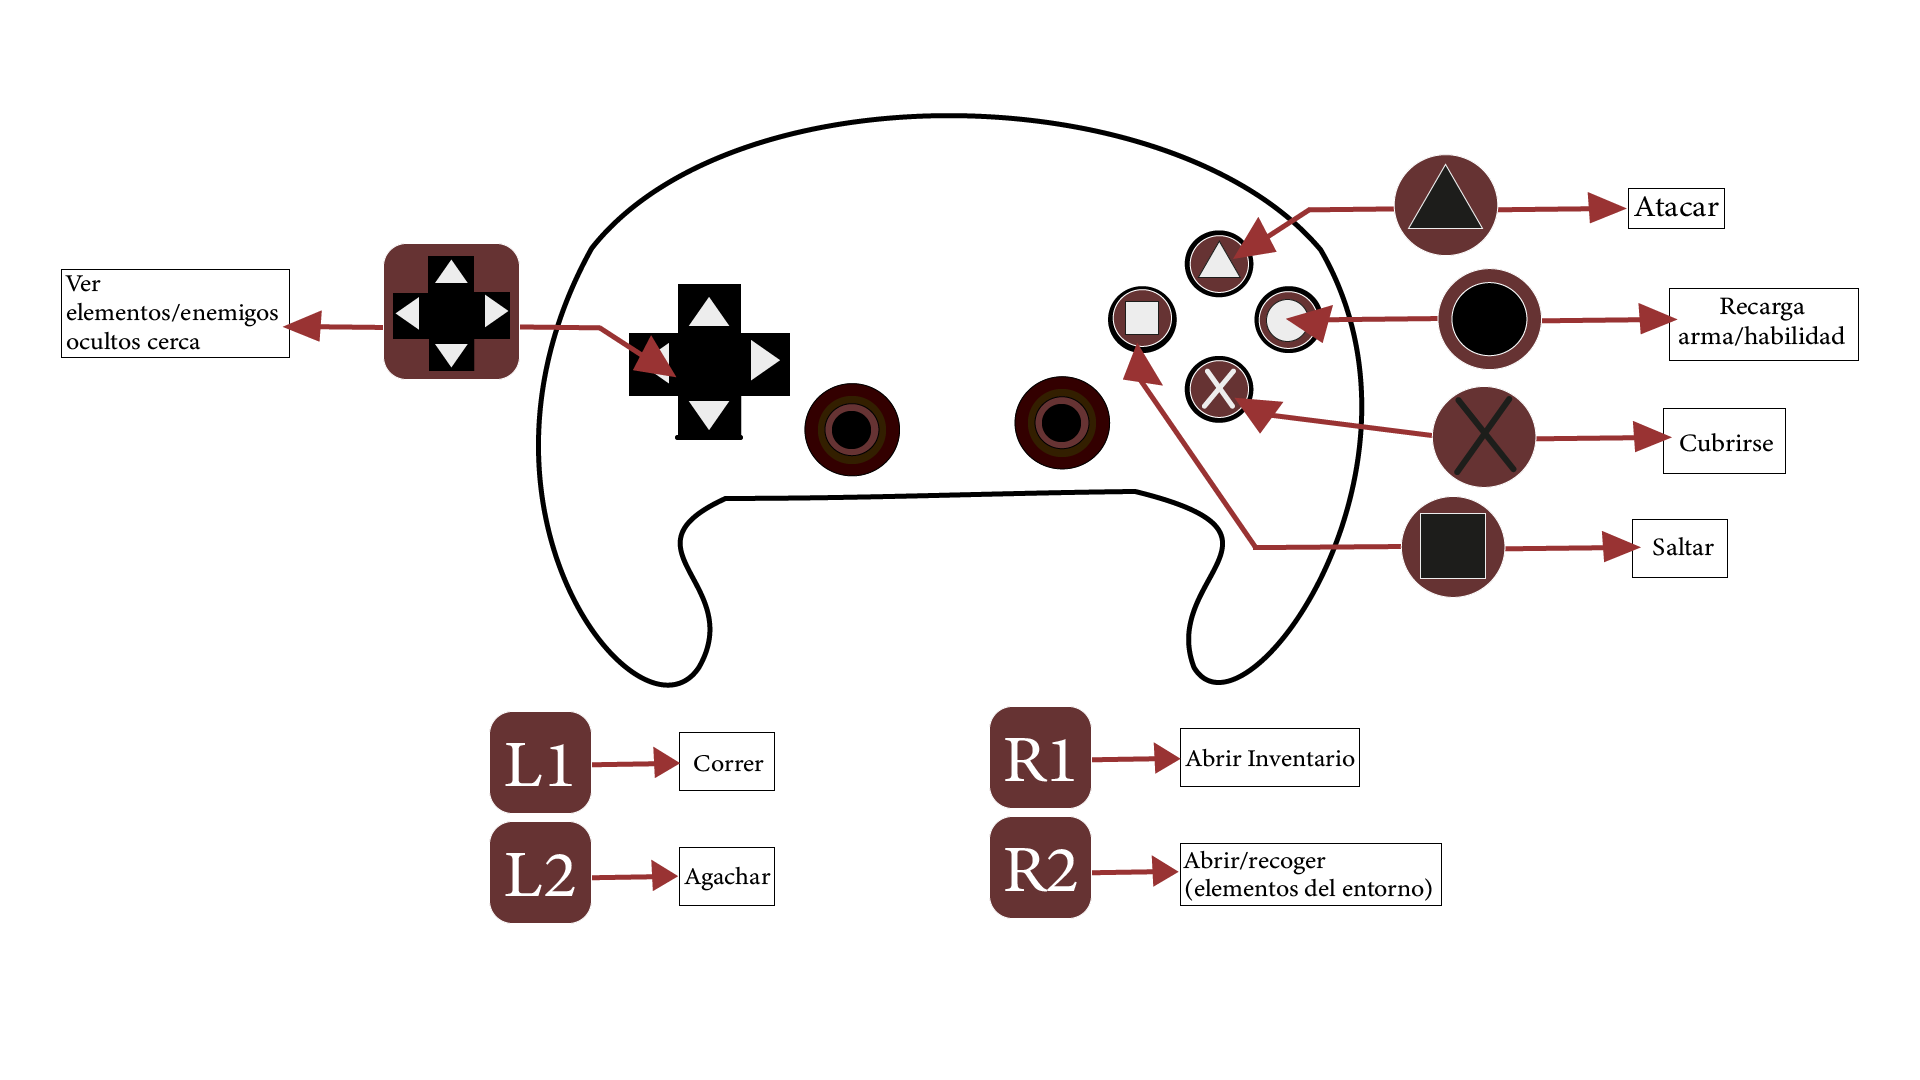 Atacar
Ver
elementos/enemigos
ocultos cerca
Recarga
arma/habilidad
Cubrirse
Saltar
L1
Correr
R1
Abrir Inventario
L2
Agachar
R2
Abrir/recoger
(elementos del entorno)